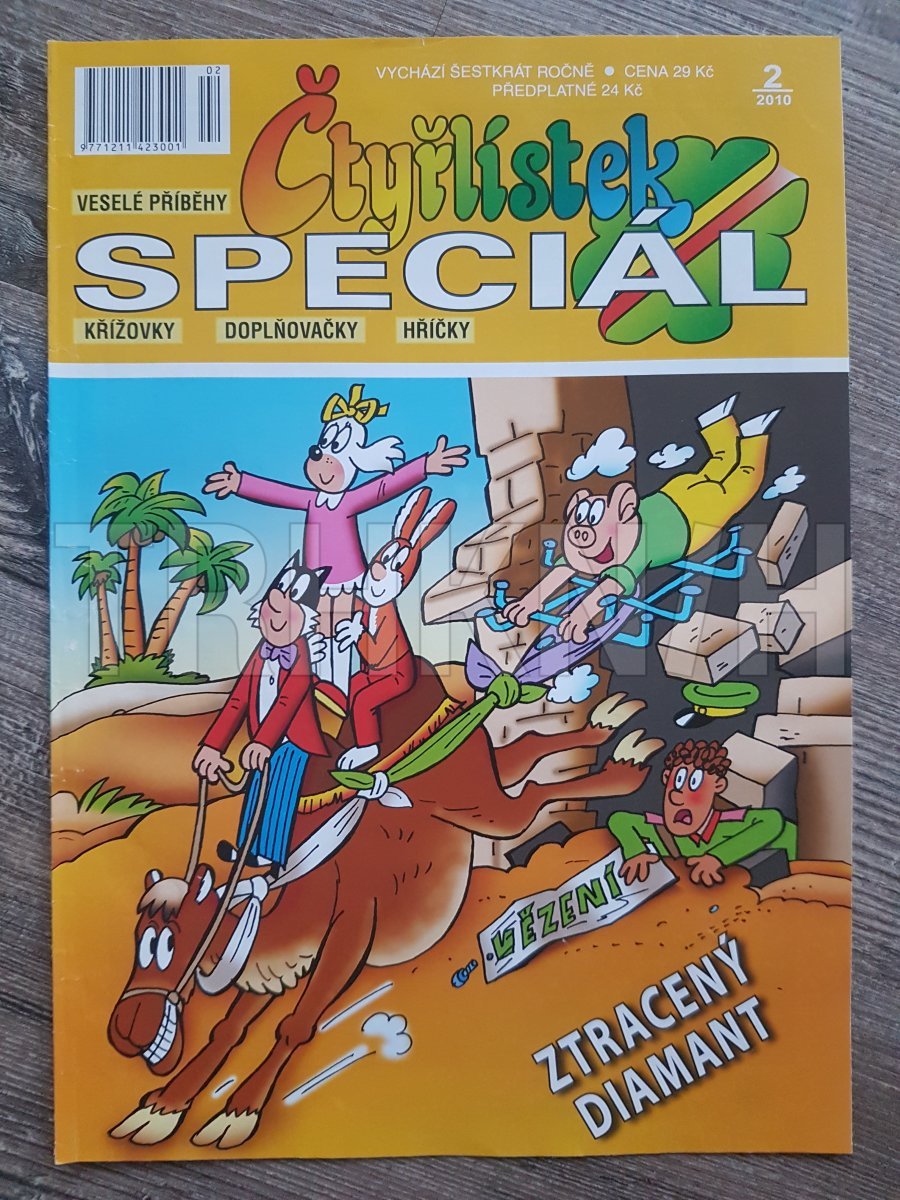 02
9 771211 423001
VYCHÁZÍ ŠESTKRÁT ROČNĚ • CENA 29 Kč
PŘEDPLATNÉ 24 Kč
2
2010
Čtyřlístek
VESELÉ PŘÍBĚHY
SPECIÁL
KŘÍŽOVKY DOPLŇOVAČKY HŘÍČKY
VĚZENÍ
ZTRACENÝ
DIAMANT